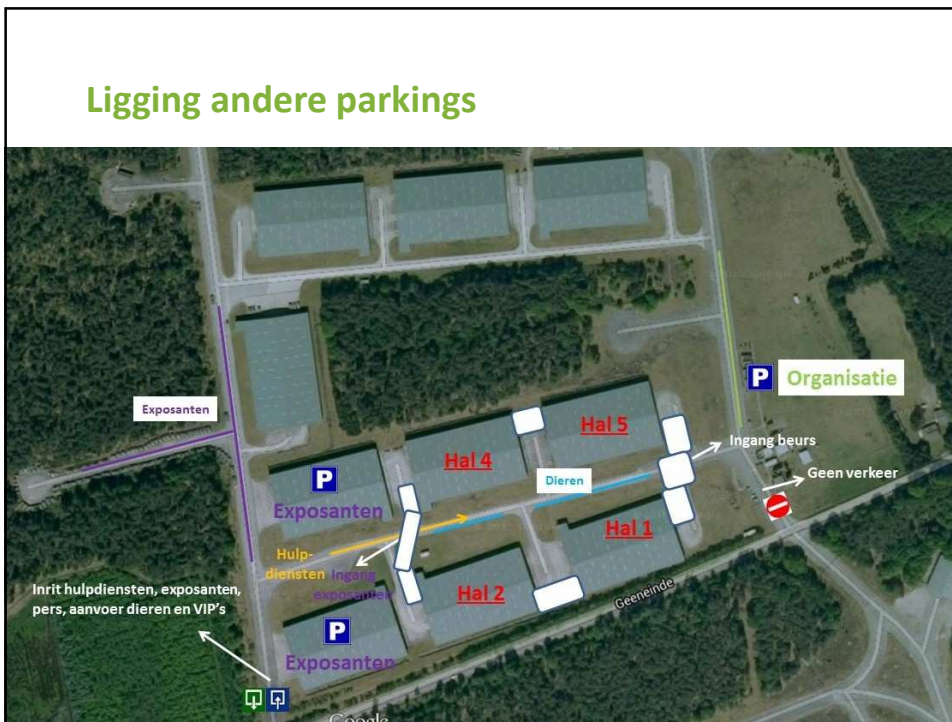 Ligging andere parkings
P Organisatie
Exposanten
Hal 5
Ingang beurs
Hal 4
Geen verkeer
P
Dieren
Exposanten
Hal 1
Hulp-
diensten
Ingang
exposanten
Inrit hulpdiensten, exposanten,
pers, aanvoer dieren en VIP's
Hal 2
Geeneinde
P
Exposanten
Google